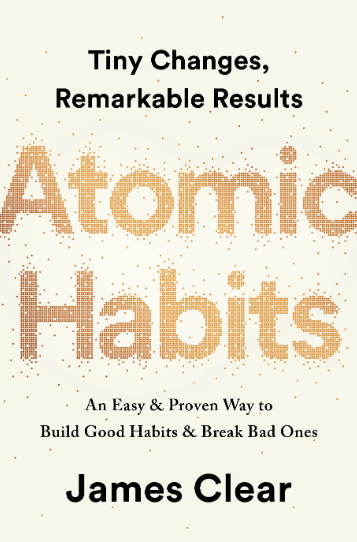 Tiny Changes,
Remarkable Results
Atomic
Habits
An Easy & Proven Way to
Build Good Habits & Break Bad Ones
James Clear